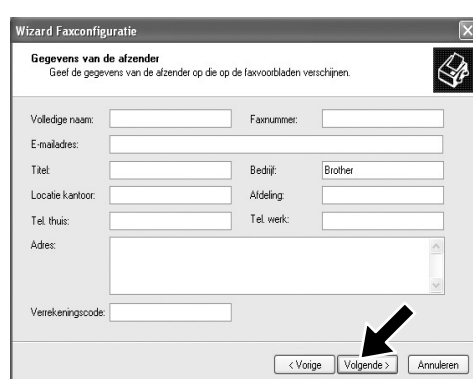 Wizard Faxconfiguratie
Gegevens van de afzender
Geef de gegevens van de afzender op die op de faxvoorbladen verschijnen.
Volledige naam: Faxnummer:
E-mailadres:
Titel: Bedrijf: Brother
Locatie kantoor: Afdeling:
Tel. thuis: Tel. werk:
Adres:
Verrekeningscode:
< Vorige Volgende > Annuleren